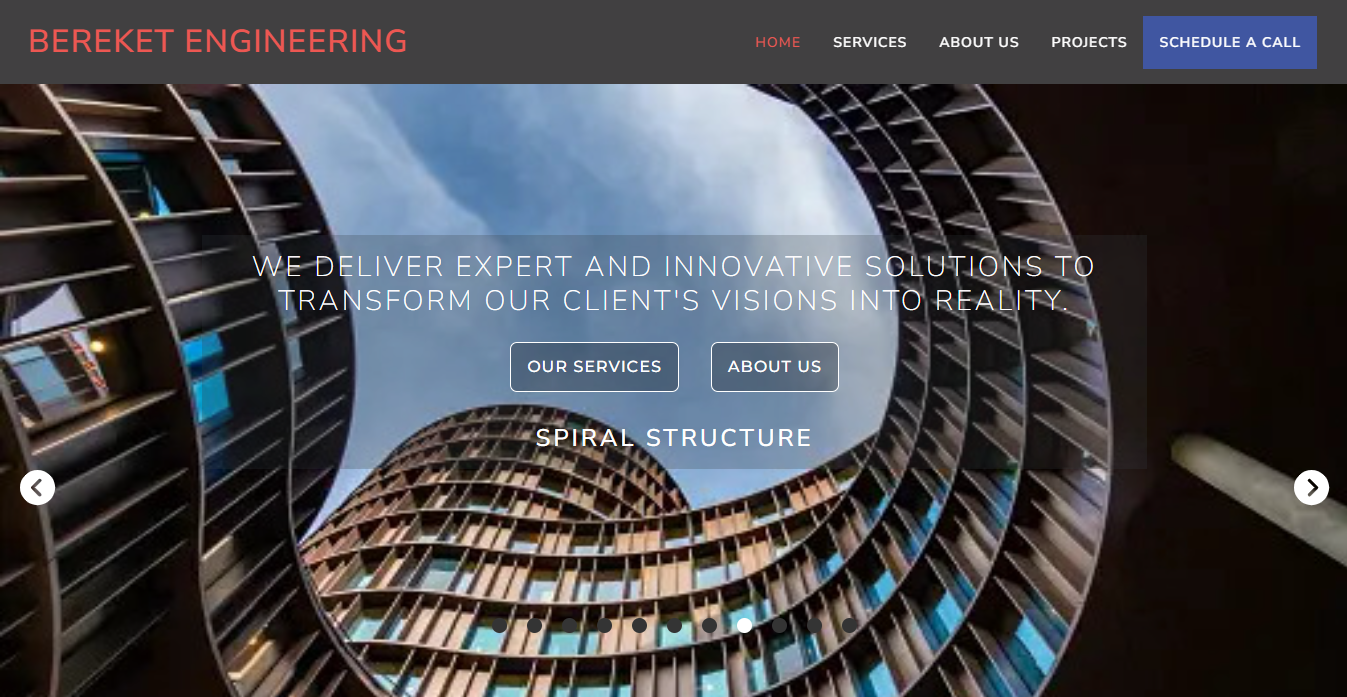 BEREKET ENGINEERING
HOME SERVICES ABOUT US PROJECTS SCHEDULE A CALL
WE DELIVER EXPERT AND INNOVATIVE SOLUTIONS TO
TRANSFORM OUR CLIENT'S VISIONS INTO REALITY.
OUR SERVICES ABOUT US
SPIRAL STRUCTURE